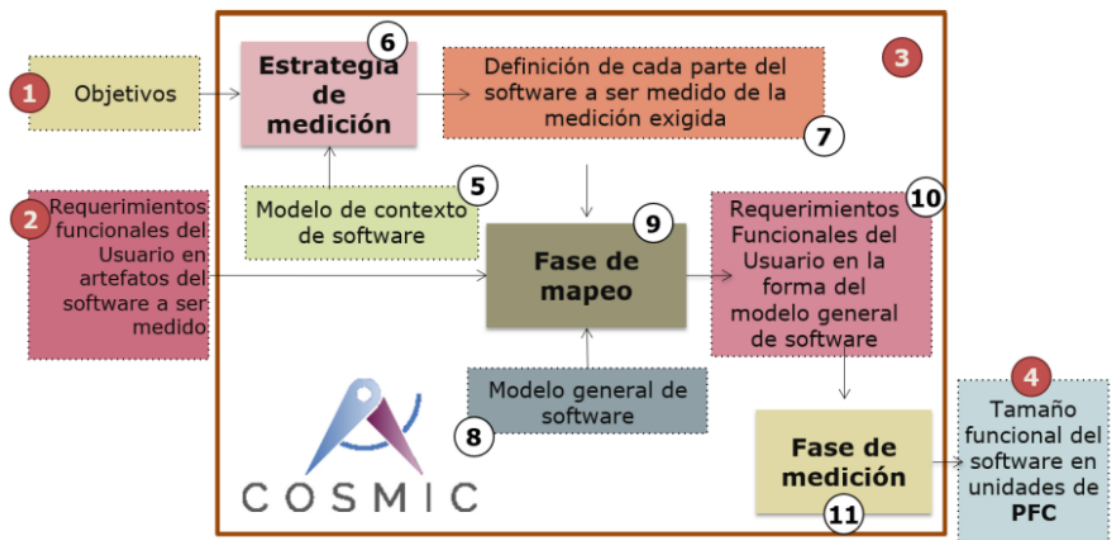 1
Objetivos
6
Estrategia
de
medición
Definición de cada parte del
software a ser medido de la
medición exigida
3
7
2
Requerimientos
funcionales del
Usuario en
artefatos del
software a ser
medido
5
Modelo de contexto
de software
9
Fase de
mapeo
10
Requerimientos
Funcionales del
Usuario en la
forma del
modelo general
de software
Modelo general de
software
8
COSMIC
Fase de
medición
11
4
Tamaño
funcional del
software en
unidades de
PFC